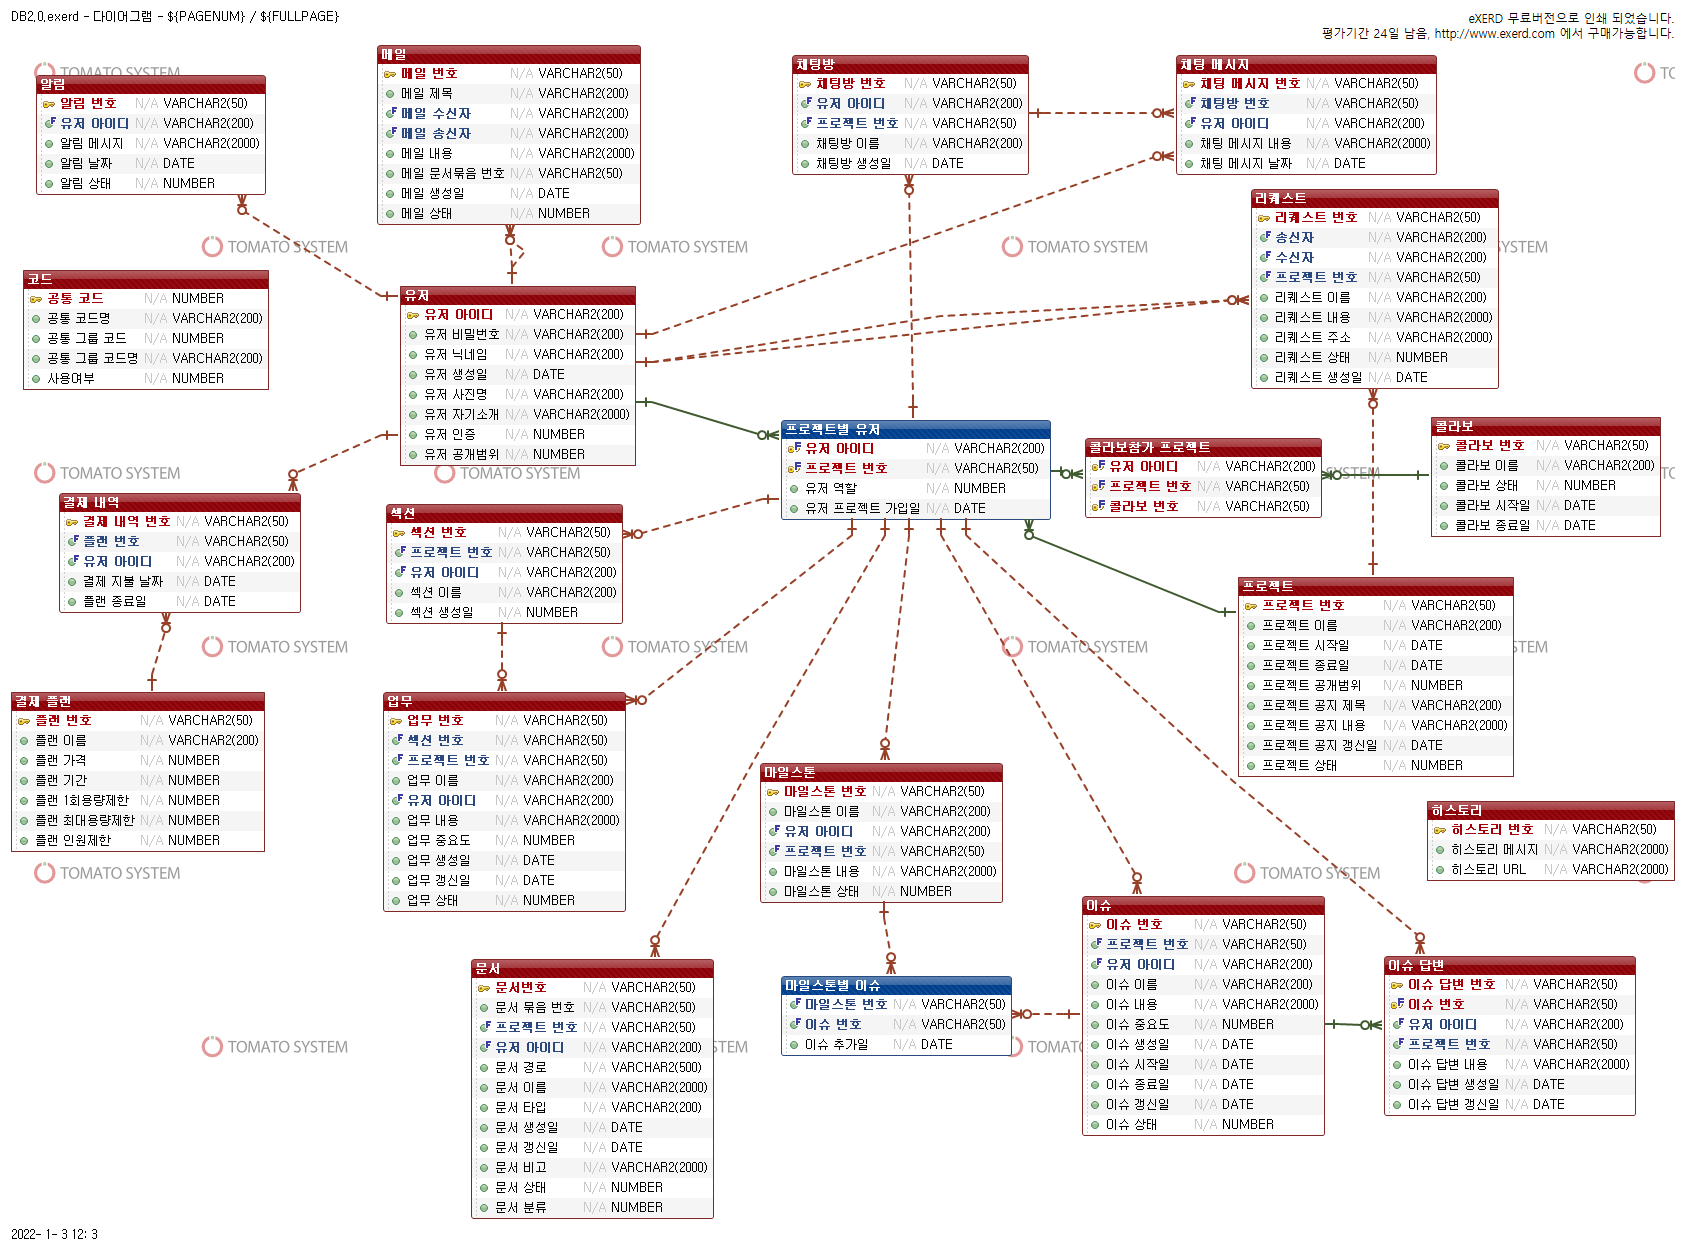 DB2.0.exerd - 다이어그램 - ${PAGENUM} / ${FULLPAGE}
eXERD 무료버전으로 인쇄 되었습니다.
평가기간 24일 남음, http://www.exerd.com 에서 구매가능합니다.
알림
알림 번호 N/A VARCHAR2(50)
유저 아이디 N/A VARCHAR2(200)
알림 메시지 N/A VARCHAR2(2000)
알림 날짜 N/A DATE
알림 상태 N/A NUMBER
메일
메일 번호 N/A VARCHAR2(50)
메일 제목 N/A VARCHAR2(200)
메일 수신자 N/A VARCHAR2(200)
메일 송신자 N/A VARCHAR2(200)
메일 내용 N/A VARCHAR2(2000)
메일 문서묶음 번호 N/A VARCHAR2(50)
메일 생성일 N/A DATE
메일 상태 N/A NUMBER
채팅방
채팅방 번호 N/A VARCHAR2(50)
유저 아이디 N/A VARCHAR2(200)
프로젝트 번호 N/A VARCHAR2(50)
채팅방 이름 N/A VARCHAR2(200)
채팅방 생성일 N/A DATE
채팅 메시지
채팅 메시지 번호 N/A VARCHAR2(50)
채팅방 번호 N/A VARCHAR2(50)
유저 아이디 N/A VARCHAR2(200)
채팅 메시지 내용 N/A VARCHAR2(2000)
채팅 메시지 날짜 N/A DATE
리퀘스트
리퀘스트 번호 N/A VARCHAR2(50)
송신자 N/A VARCHAR2(200)
수신자 N/A VARCHAR2(200)
프로젝트 번호 N/A VARCHAR2(50)
리퀘스트 이름 N/A VARCHAR2(200)
리퀘스트 내용 N/A VARCHAR2(2000)
리퀘스트 주소 N/A VARCHAR2(2000)
리퀘스트 상태 N/A NUMBER
리퀘스트 생성일 N/A DATE
코드
공통 코드 N/A NUMBER
공통 코드명 N/A VARCHAR2(200)
공통 그룹 코드 N/A NUMBER
공통 그룹 코드명 N/A VARCHAR2(200)
사용여부 N/A NUMBER
유저
유저 아이디 N/A VARCHAR2(200)
유저 비밀번호 N/A VARCHAR2(200)
유저 닉네임 N/A VARCHAR2(200)
유저 생성일 N/A DATE
유저 사진명 N/A VARCHAR2(200)
유저 자기소개 N/A VARCHAR2(2000)
유저 인증 N/A NUMBER
유저 공개범위 N/A NUMBER
프로젝트별 유저
유저 아이디 N/A VARCHAR2(200)
프로젝트 번호 N/A VARCHAR2(50)
유저 역할 N/A NUMBER
유저 프로젝트 가입일 N/A DATE
콜라보참가 프로젝트
유저 아이디 N/A VARCHAR2(200)
프로젝트 번호 N/A VARCHAR2(50)
콜라보 번호 N/A VARCHAR2(50)
콜라보
콜라보 번호 N/A VARCHAR2(50)
콜라보 이름 N/A VARCHAR2(200)
콜라보 상태 N/A NUMBER
콜라보 시작일 N/A DATE
콜라보 종료일 N/A DATE
결제 내역
결제 내역 번호 N/A VARCHAR2(50)
플랜 번호 N/A VARCHAR2(50)
유저 아이디 N/A VARCHAR2(200)
결제 지불 날짜 N/A DATE
플랜 종료일 N/A DATE
섹션
섹션 번호 N/A VARCHAR2(50)
프로젝트 번호 N/A VARCHAR2(50)
유저 아이디 N/A VARCHAR2(200)
섹션 이름 N/A VARCHAR2(200)
섹션 생성일 N/A NUMBER
프로젝트
프로젝트 번호 N/A VARCHAR2(50)
프로젝트 이름 N/A VARCHAR2(200)
프로젝트 시작일 N/A DATE
프로젝트 종료일 N/A DATE
프로젝트 공개범위 N/A NUMBER
프로젝트 공지 제목 N/A VARCHAR2(200)
프로젝트 공지 내용 N/A VARCHAR2(2000)
프로젝트 공지 갱신일 N/A DATE
프로젝트 상태 N/A NUMBER
결제 플랜
플랜 번호 N/A VARCHAR2(50)
플랜 이름 N/A VARCHAR2(200)
플랜 가격 N/A NUMBER
플랜 기간 N/A NUMBER
플랜 1회용량제한 N/A NUMBER
플랜 최대용량제한 N/A NUMBER
플랜 인원제한 N/A NUMBER
업무
업무 번호 N/A VARCHAR2(50)
섹션 번호 N/A VARCHAR2(50)
프로젝트 번호 N/A VARCHAR2(50)
업무 이름 N/A VARCHAR2(200)
유저 아이디 N/A VARCHAR2(200)
업무 내용 N/A VARCHAR2(2000)
업무 중요도 N/A NUMBER
업무 생성일 N/A DATE
업무 갱신일 N/A DATE
업무 상태 N/A NUMBER
마일스톤
마일스톤 번호 N/A VARCHAR2(50)
마일스톤 이름 N/A VARCHAR2(200)
유저 아이디 N/A VARCHAR2(200)
프로젝트 번호 N/A VARCHAR2(50)
마일스톤 내용 N/A VARCHAR2(2000)
마일스톤 상태 N/A NUMBER
히스토리
히스토리 번호 N/A VARCHAR2(50)
히스토리 메시지 N/A VARCHAR2(2000)
히스토리 URL N/A VARCHAR2(2000)
이슈
이슈 번호 N/A VARCHAR2(50)
프로젝트 번호 N/A VARCHAR2(50)
유저 아이디 N/A VARCHAR2(200)
이슈 이름 N/A VARCHAR2(200)
이슈 내용 N/A VARCHAR2(2000)
이슈 중요도 N/A NUMBER
이슈 생성일 N/A DATE
이슈 시작일 N/A DATE
이슈 종료일 N/A DATE
이슈 갱신일 N/A DATE
이슈 상태 N/A NUMBER
이슈 답변
이슈 답변 번호 N/A VARCHAR2(50)
이슈 번호 N/A VARCHAR2(50)
유저 아이디 N/A VARCHAR2(200)
프로젝트 번호 N/A VARCHAR2(50)
이슈 답변 내용 N/A VARCHAR2(2000)
이슈 답변 생성일 N/A DATE
이슈 답변 갱신일 N/A DATE
문서
문서번호 N/A VARCHAR2(50)
문서 묶음 번호 N/A VARCHAR2(50)
프로젝트 번호 N/A VARCHAR2(50)
유저 아이디 N/A VARCHAR2(200)
문서 경로 N/A VARCHAR2(500)
문서 이름 N/A VARCHAR2(2000)
문서 타입 N/A VARCHAR2(200)
문서 생성일 N/A DATE
문서 갱신일 N/A DATE
문서 비고 N/A VARCHAR2(2000)
문서 상태 N/A NUMBER
문서 분류 N/A NUMBER
마일스톤별 이슈
마일스톤 번호 N/A VARCHAR2(50)
이슈 번호 N/A VARCHAR2(50)
이슈 추가일 N/A DATE
TOMATO SYSTEM
TOMATO SYSTEM
TOMATO SYSTEM
TOMATO SYSTEM
TOMATO SYSTEM
TOMATO SYSTEM
TOMATO SYSTEM
TOMATO SYSTEM
TOMATO SYSTEM
TOMATO SYSTEM
TOMATO SYSTEM
TOMATO SYSTEM
2022- 1- 3 12: 3